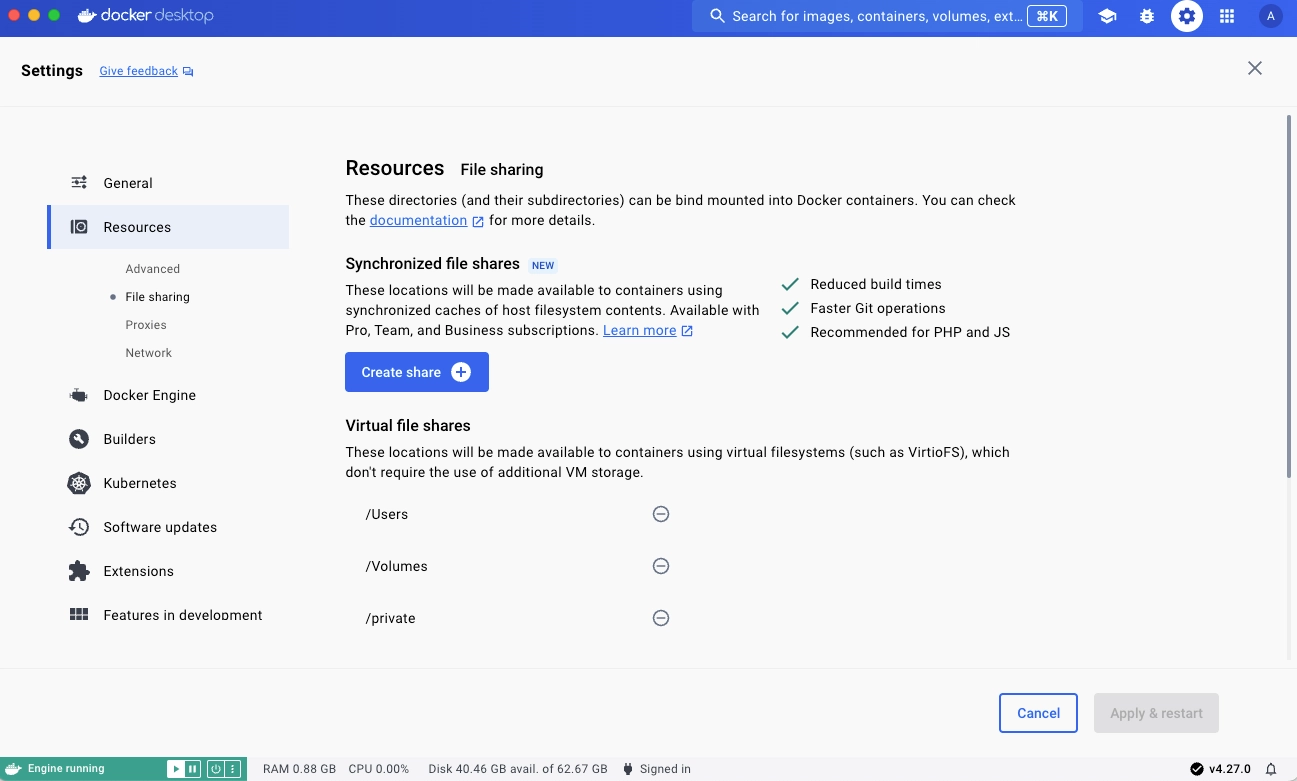 docker desktop
Search for images, containers, volumes, ext...
⌘K
A
Settings
Give feedback
General
Resources
Advanced
File sharing
Proxies
Network
Docker Engine
Builders
Kubernetes
Software updates
Extensions
Features in development
Resources File sharing
These directories (and their subdirectories) can be bind mounted into Docker containers. You can check
the documentation for more details.
Synchronized file shares NEW
These locations will be made available to containers using
synchronized caches of host filesystem contents. Available with
Pro, Team, and Business subscriptions. Learn more
Reduced build times
Faster Git operations
Recommended for PHP and JS
Create share
Virtual file shares
These locations will be made available to containers using virtual filesystems (such as VirtioFS), which
don't require the use of additional VM storage.
/Users
/Volumes
/private
Cancel
Apply & restart
Engine running
RAM 0.88 GB CPU 0.00% Disk 40.46 GB avail. of 62.67 GB Signed in
v4.27.0